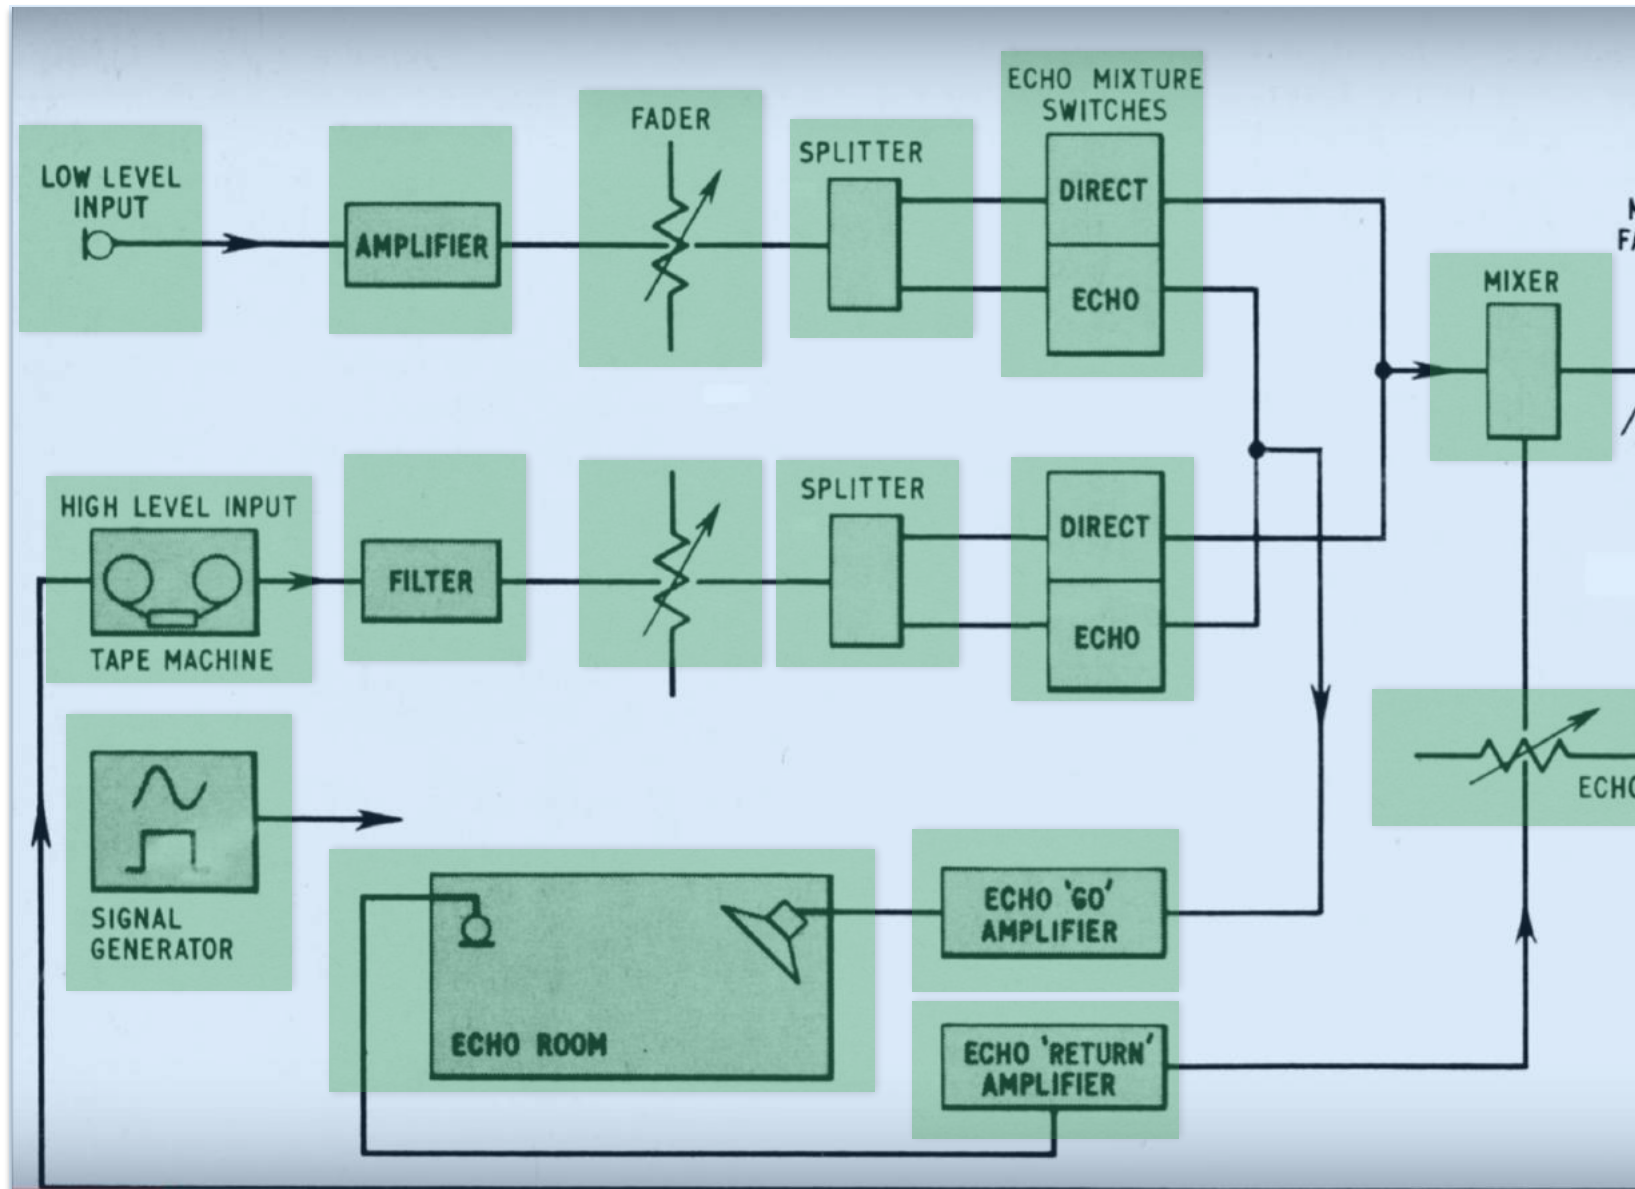 ECHO MIXTURE
SWITCHES
FADER
SPLITTER
LOW LEVEL
INPUT
DIRECT
AMPLIFIER
ECHO
MIXER
HIGH LEVEL INPUT
SPLITTER
DIRECT
FILTER
ECHO
TAPE MACHINE
ECHO
SIGNAL
GENERATOR
ECHO 'GO'
AMPLIFIER
ECHO ROOM
ECHO 'RETURN'
AMPLIFIER